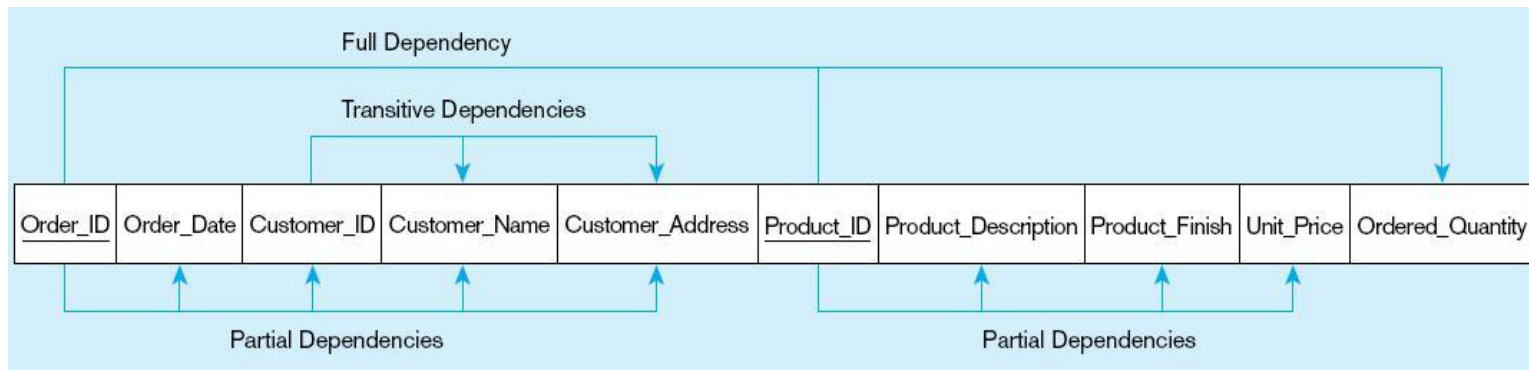 Full Dependency
Transitive Dependencies
Order_ID Order_Date Customer_ID Customer_Name Customer_Address Product_ID Product_Description Product_Finish Unit_Price Ordered_Quantity
Partial Dependencies Partial Dependencies